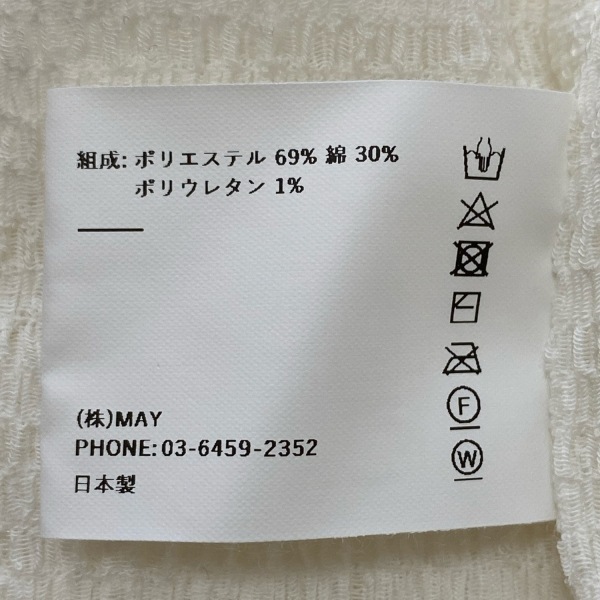 組成: ポリエステル 69% 綿 30%
ポリウレタン 1%
(株)MAY
PHONE: 03-6459-2352
日本製
F
W